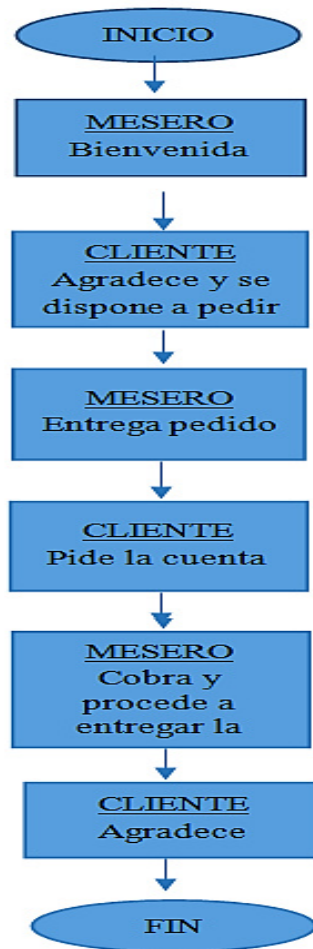 INICIO
MESERO
Bienvenida
CLIENTE
Agradece y se
dispone a pedir
MESERO
Entrega pedido
CLIENTE
Pide la cuenta
MESERO
Cobra y
procede a
entregar la
CLIENTE
Agradece
FIN